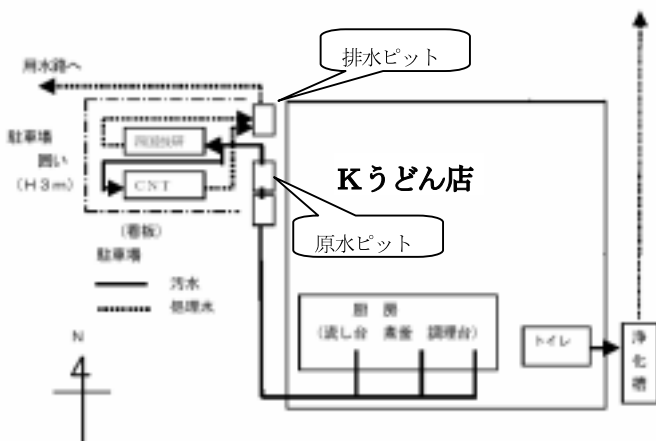 排水ピット
用水路へ
駐車場
囲い
(H3m)
CNT
Kうどん店
原水ピット
(看板)
駐車場
汚水
処理水
N
厨 房
(流し台 煮釜 調理台)
トイレ
浄化槽